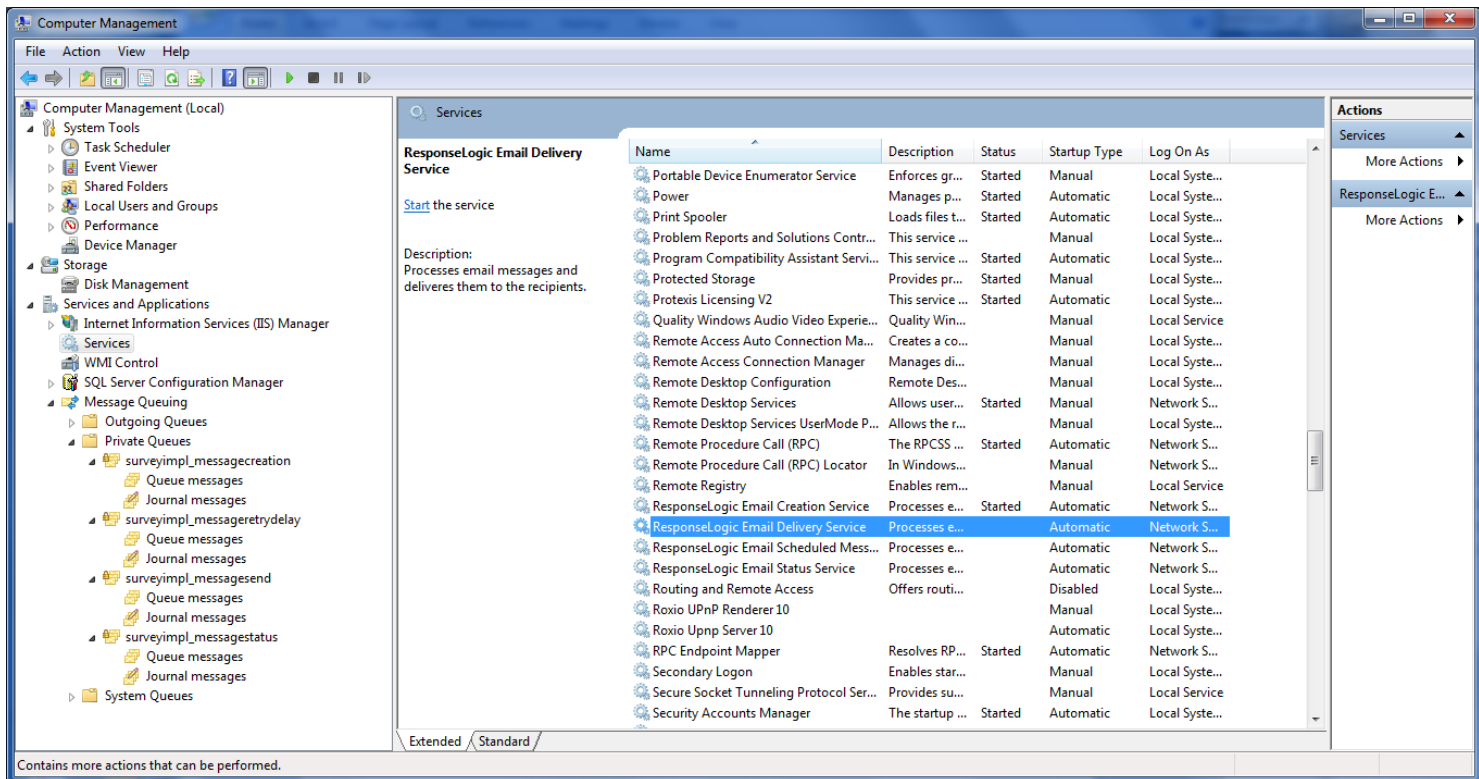 Computer Management
File Action View Help
Computer Management (Local)
System Tools
Task Scheduler
Event Viewer
Shared Folders
Local Users and Groups
Performance
Device Manager
Storage
Disk Management
Services and Applications
Internet Information Services (IIS) Manager
Services
WMI Control
SQL Server Configuration Manager
Message Queuing
Outgoing Queues
Private Queues
surveyimpl_messagecreation
Queue messages
Journal messages
surveyimpl_messageretrydelay
Queue messages
Journal messages
surveyimpl_messagesend
Queue messages
Journal messages
surveyimpl_messagestatus
Queue messages
Journal messages
System Queues
Services
ResponseLogic Email Delivery
Service
Start the service
Description:
Processes email messages and
deliveres them to the recipients.
Name Description Status Startup Type Log On As
Portable Device Enumerator Service Enforces gr... Started Manual Local Syste...
Power Manages p... Started Automatic Local Syste...
Print Spooler Loads files t... Started Automatic Local Syste...
Problem Reports and Solutions Contr... This service ... Manual Local Syste...
Program Compatibility Assistant Servi... This service ... Started Automatic Local Syste...
Protected Storage Provides pr... Started Manual Local Syste...
Protexis Licensing V2 This service ... Started Automatic Local Syste...
Quality Windows Audio Video Experie... Quality Win... Manual Local Service
Remote Access Auto Connection Ma... Creates a co... Manual Local Syste...
Remote Access Connection Manager Manages di... Manual Local Syste...
Remote Desktop Configuration Remote Des... Manual Local Syste...
Remote Desktop Services Allows user... Started Manual Network S...
Remote Desktop Services UserMode P... Allows the r... Manual Local Syste...
Remote Procedure Call (RPC) The RPCSS ... Started Automatic Network S...
Remote Procedure Call (RPC) Locator In Windows... Manual Network S...
Remote Registry Enables rem... Manual Local Service
ResponseLogic Email Creation Service Processes e... Started Automatic Network S...
ResponseLogic Email Delivery Service Processes e... Automatic Network S...
ResponseLogic Email Scheduled Mess... Processes e... Automatic Network S...
ResponseLogic Email Status Service Processes e... Automatic Network S...
Routing and Remote Access Offers routi... Disabled Local Syste...
Roxio UPnP Renderer 10 Manual Local Syste...
Roxio Upnp Server 10 Automatic Local Syste...
RPC Endpoint Mapper Resolves RP... Started Automatic Network S...
Secondary Logon Enables star... Manual Local Syste...
Secure Socket Tunneling Protocol Ser... Provides su... Manual Local Service
Security Accounts Manager The startup ... Started Automatic Local Syste...
Extended Standard
Actions
Services
More Actions
ResponseLogic E...
More Actions
Contains more actions that can be performed.